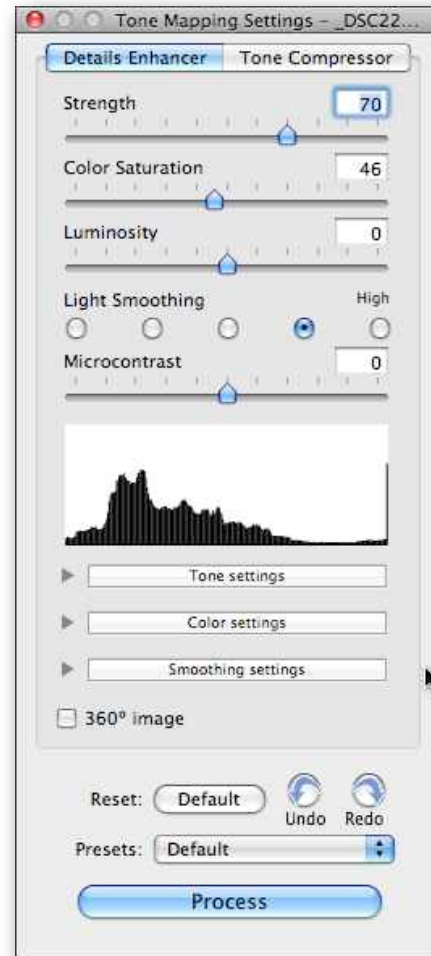 Tone Mapping Settings – _DSC22...
Details Enhancer Tone Compressor
Strength 70
Color Saturation 46
Luminosity 0
Light Smoothing High
Microcontrast 0
Tone settings
Color settings
Smoothing settings
360° image
Reset: Default Undo Redo
Presets: Default
Process